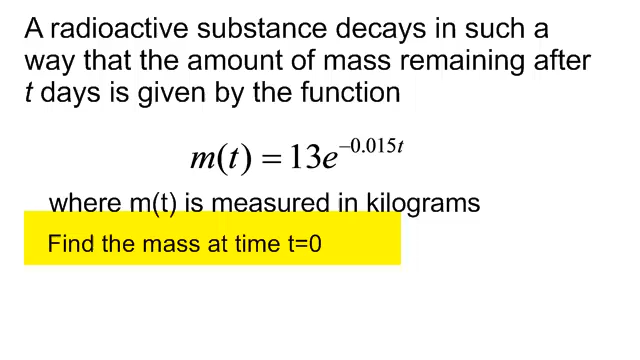 A radioactive substance decays in such a
way that the amount of mass remaining after
t days is given by the function
m(t) = 13e^{-0.015t}
where m(t) is measured in kilograms
Find the mass at time t=0